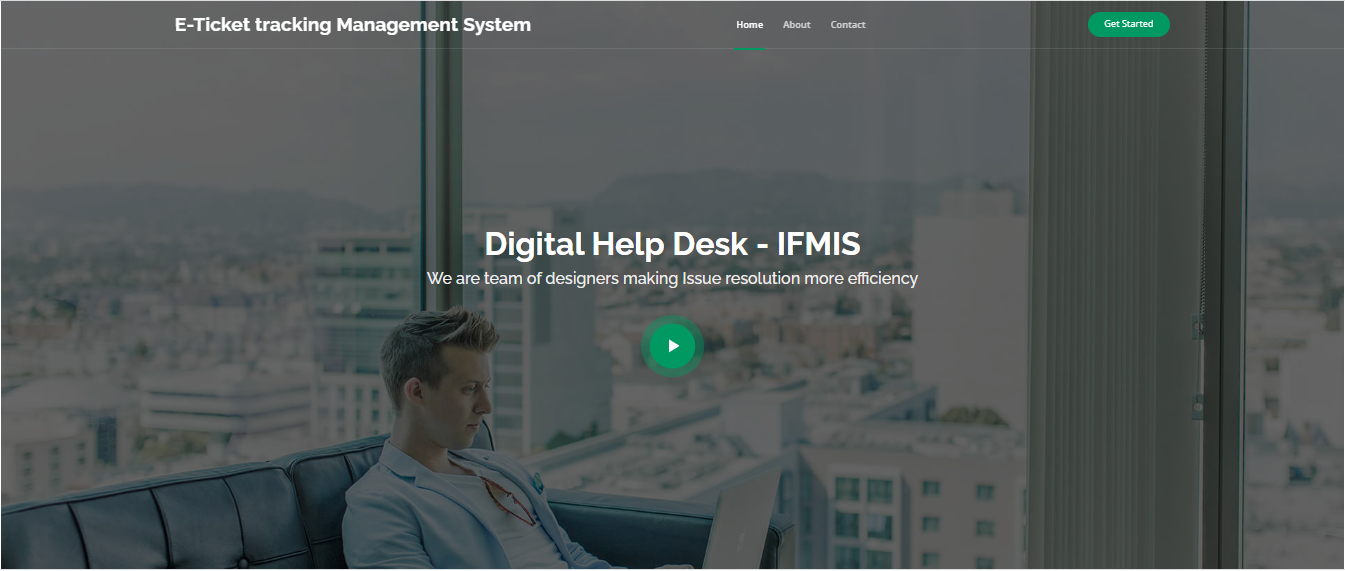 E-Ticket tracking Management System
Home
About
Contact
Get Started
Digital Help Desk - IFMIS
We are team of designers making Issue resolution more efficiency